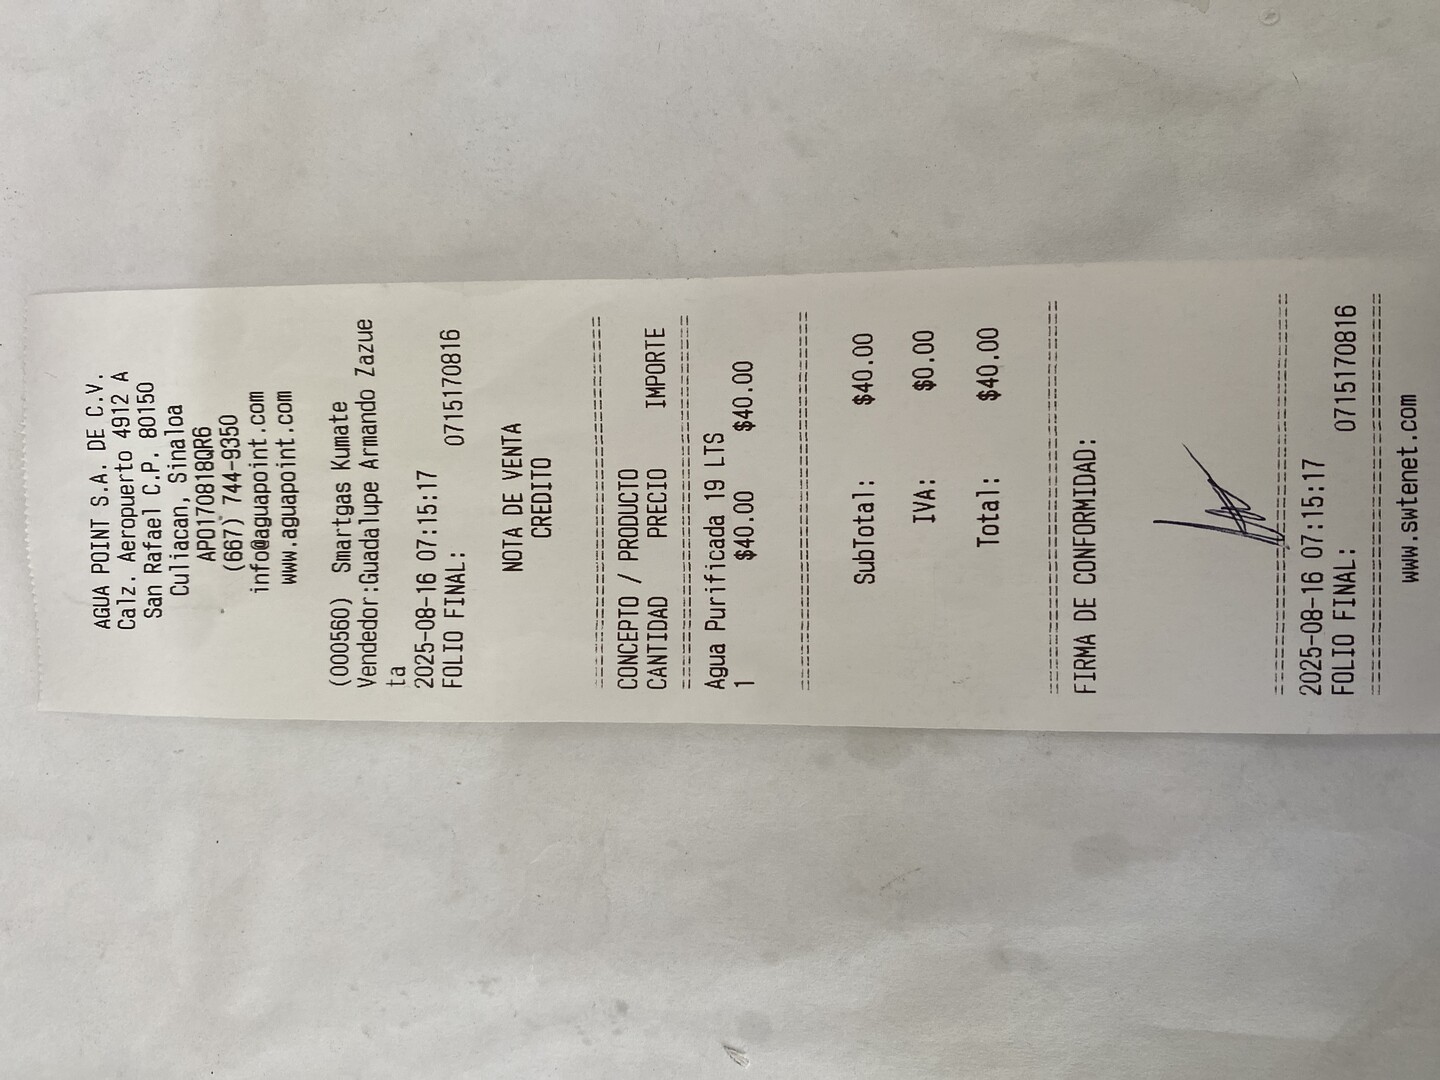 AGUA POINT S.A. DE C.V.
Calz. Aeropuerto 4912 A
San Rafael C.P. 80150
Culiacan, Sinaloa
APO170818QR6
(667) 744-9350
info@aguapoint.com
www.aguapoint.com
(000560) Smartgas Kumate
Vendedor:Guadalupe Armando Zazue
ta
2025-08-16 07:15:17
FOLIO FINAL: 0715170816
NOTA DE VENTA
CREDITO
================================
CONCEPTO / PRODUCTO
CANTIDAD PRECIO IMPORTE
================================
Agua Purificada 19 LTS
1 $40.00 $40.00
================================
SubTotal: $40.00
IVA: $0.00
Total: $40.00
================================
FIRMA DE CONFORMIDAD:
================================
2025-08-16 07:15:17
FOLIO FINAL: 0715170816
================================
www.swtenet.com